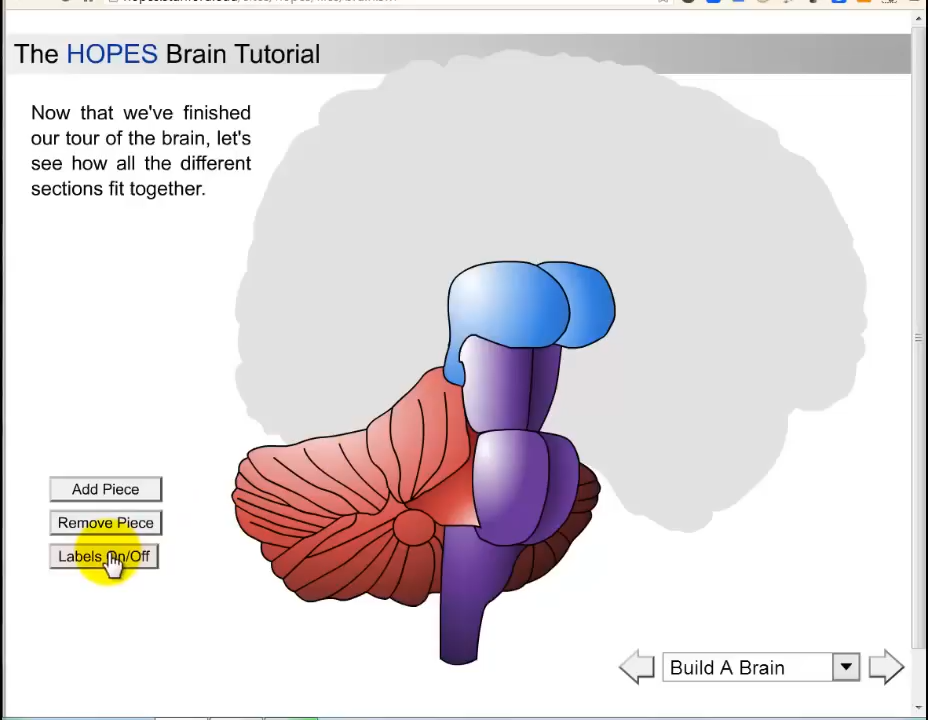 The HOPES Brain Tutorial
Now that we've finished
our tour of the brain, let's
see how all the different
sections fit together.
Add Piece
Remove Piece
Labels On/Off
Build A Brain